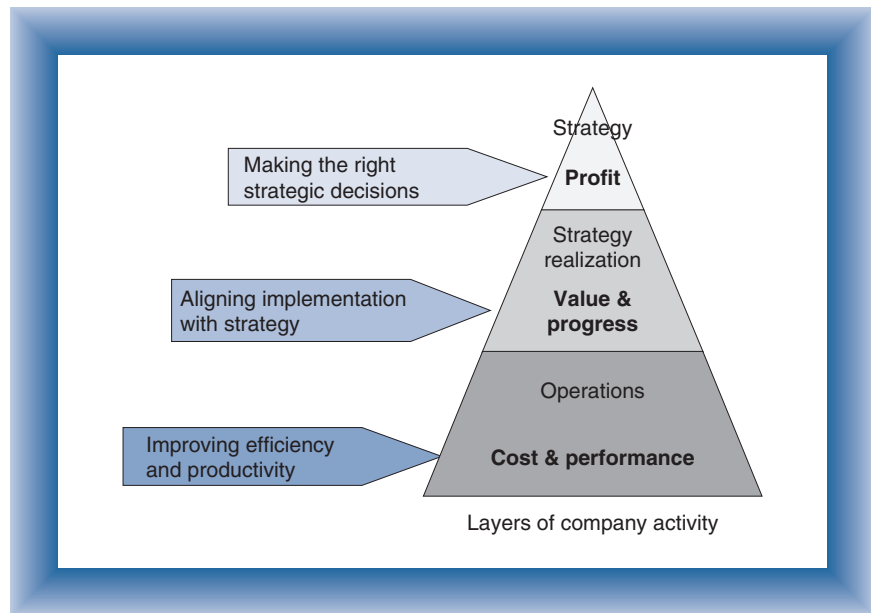 Strategy
Making the right
strategic decisions
Profit
Strategy
realization
Aligning implementation
with strategy
Value &
progress
Operations
Improving efficiency
and productivity
Cost & performance
Layers of company activity